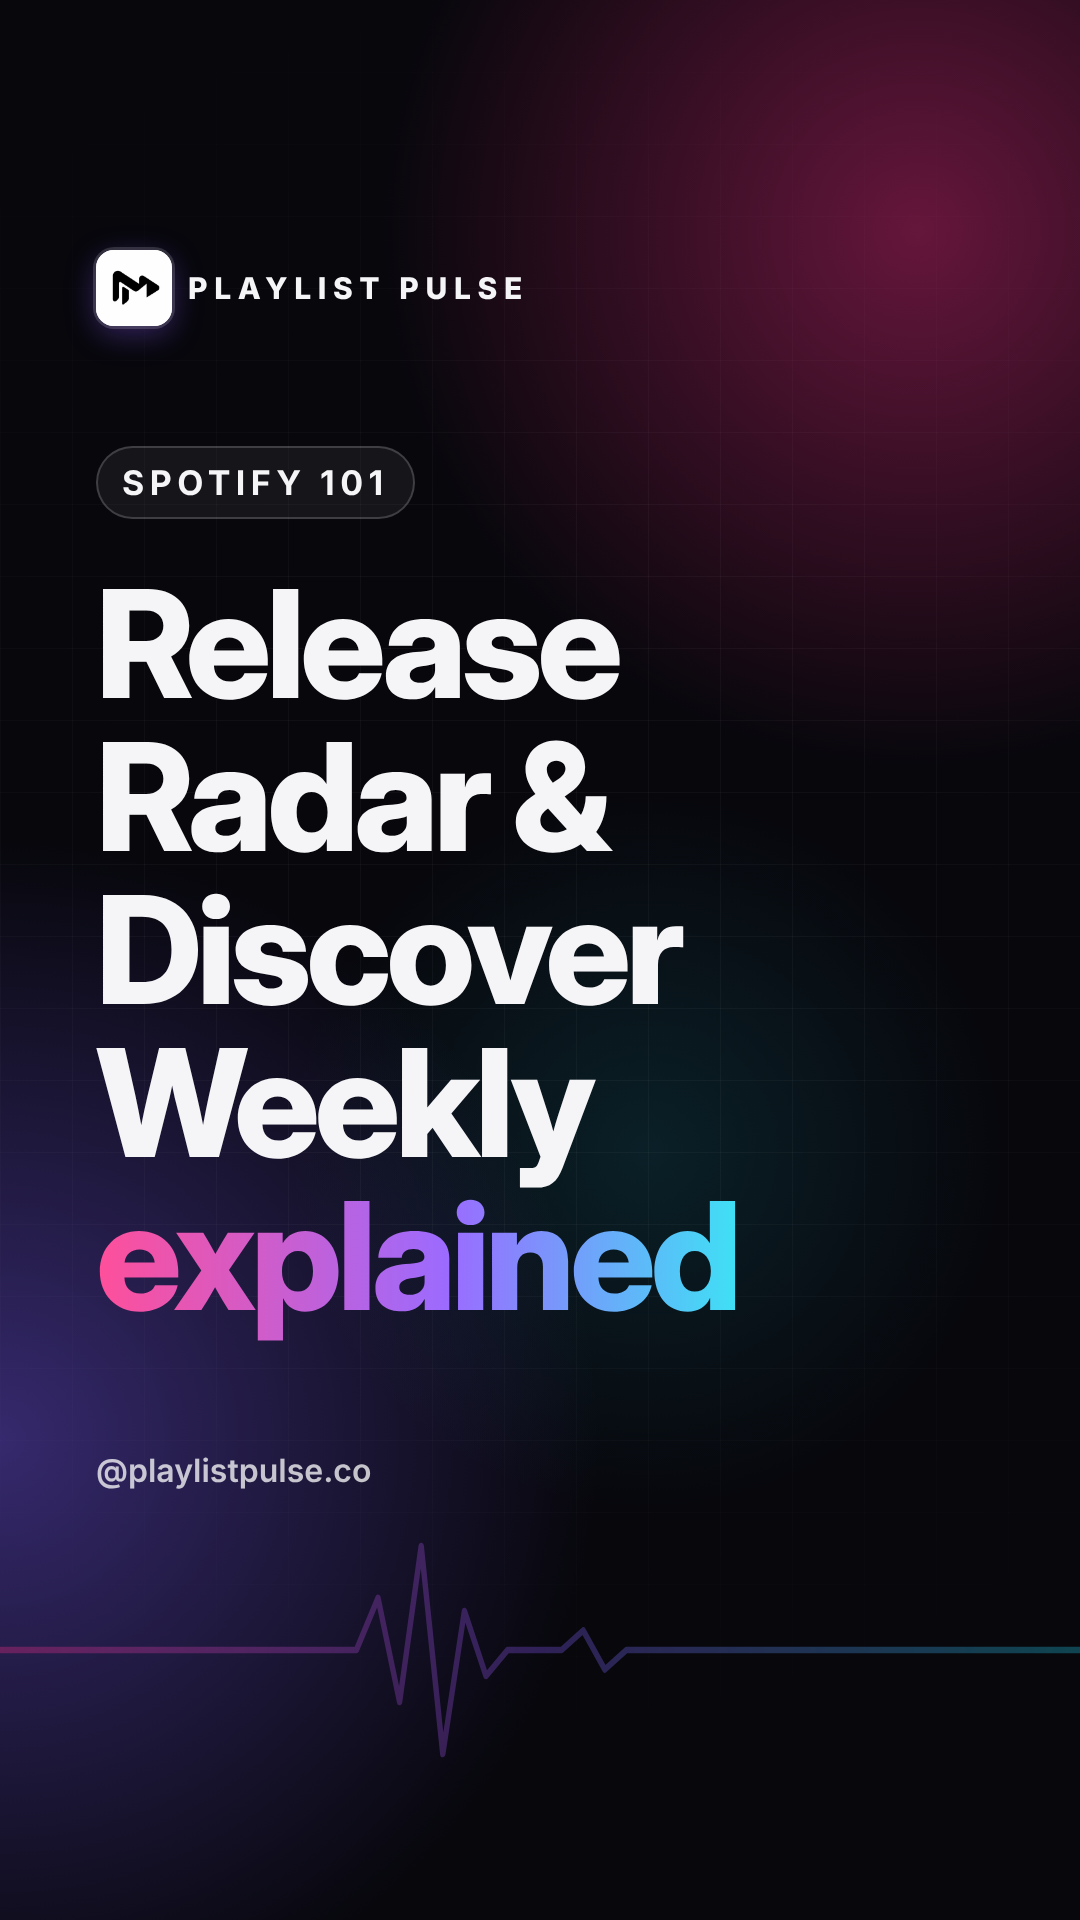 PLAYLIST PULSE
SPOTIFY 101
Release
Radar &
Discover
Weekly
explained
@playlistpulse.co